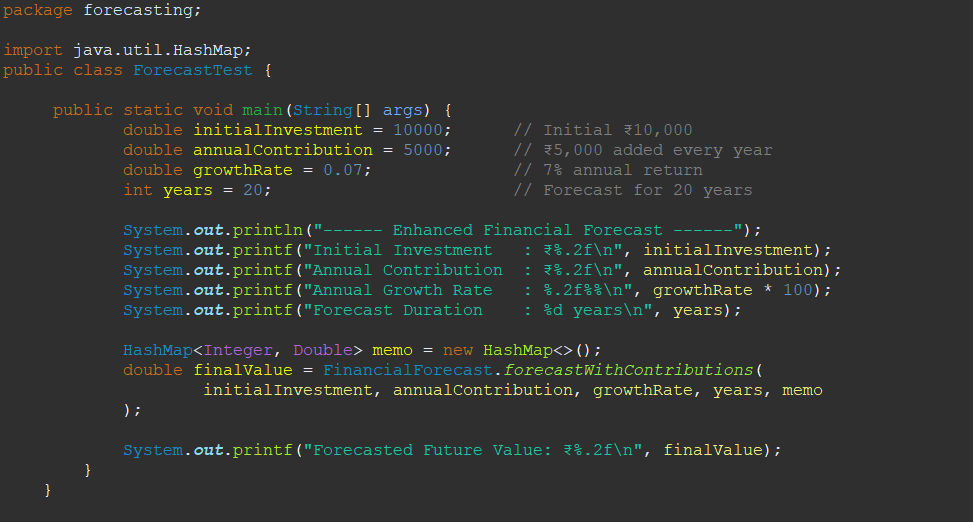 package forecasting;
import java.util.HashMap;
public class ForecastTest {
public static void main(String[] args) {
double initialInvestment = 10000;      // Initial ₹10,000
double annualContribution = 5000;      // ₹5,000 added every year
double growthRate = 0.07;              // 7% annual return
int years = 20;                        // Forecast for 20 years
System.out.println("------ Enhanced Financial Forecast ------");
System.out.printf("Initial Investment   : ₹%.2f\n", initialInvestment);
System.out.printf("Annual Contribution  : ₹%.2f\n", annualContribution);
System.out.printf("Annual Growth Rate   : %.2f%%\n", growthRate * 100);
System.out.printf("Forecast Duration    : %d years\n", years);
HashMap<Integer, Double> memo = new HashMap<>();
double finalValue = FinancialForecast.forecastWithContributions(
initialInvestment, annualContribution, growthRate, years, memo
);
System.out.printf("Forecasted Future Value: ₹%.2f\n", finalValue);
}
}